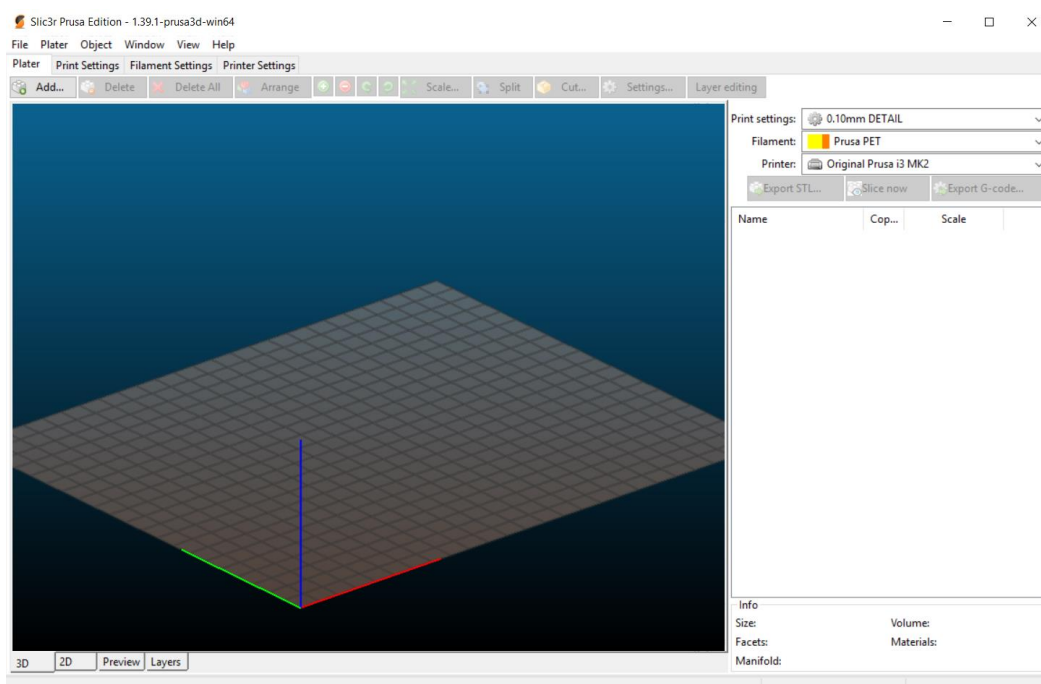 Slic3r Prusa Edition - 1.39.1-prusa3d-win64
File Plater Object Window View Help
Plater Print Settings Filament Settings Printer Settings
Add... Delete Delete All Arrange Scale... Split Cut... Settings... Layer editing
Print settings: 0.10mm DETAIL
Filament: Prusa PET
Printer: Original Prusa i3 MK2
Export STL... Slice now Export G-code...
Name Cop... Scale
Info
Size: Volume:
Facets: Materials:
Manifold:
3D 2D Preview Layers